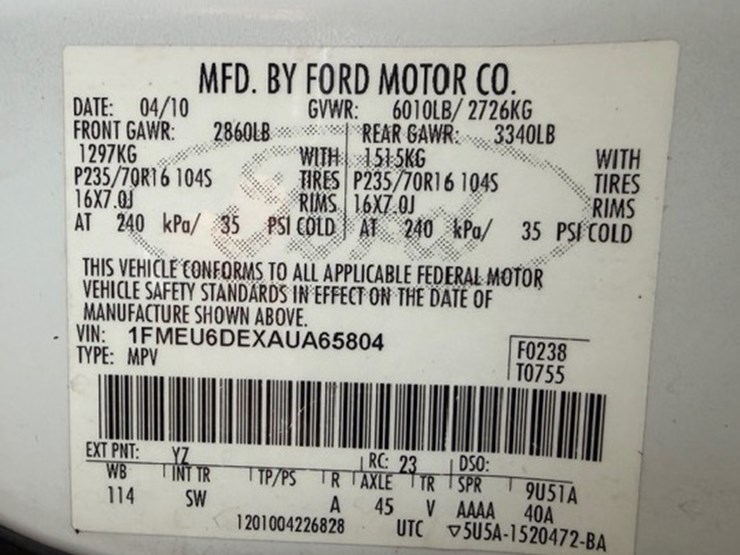 MFD. BY FORD MOTOR CO.
DATE: 04/10 GVWR: 6010LB/ 2726KG
FRONT GAWR: 2860LB REAR GAWR: 3340LB
1297KG WITH 1515KG WITH
P235/70R16 104S TIRES P235/70R16 104S TIRES
16X7.0J RIMS 16X7.0J RIMS
AT 240 kPa/ 35 PSI COLD AT 240 kPa/ 35 PSI COLD
Ford
THIS VEHICLE CONFORMS TO ALL APPLICABLE FEDERAL MOTOR
VEHICLE SAFETY STANDARDS IN EFFECT ON THE DATE OF
MANUFACTURE SHOWN ABOVE.
VIN: 1FMEU6DEXAUA65804
TYPE: MPV
F0238
T0755
EXT PNT: YZ RC: 23 DSO:
WB INT TR TP/PS R AXLE TR SPR 9U51A
114 SW A 45 V AAAA 40A
1201004226828 UTC ▽5U5A-1520472-BA